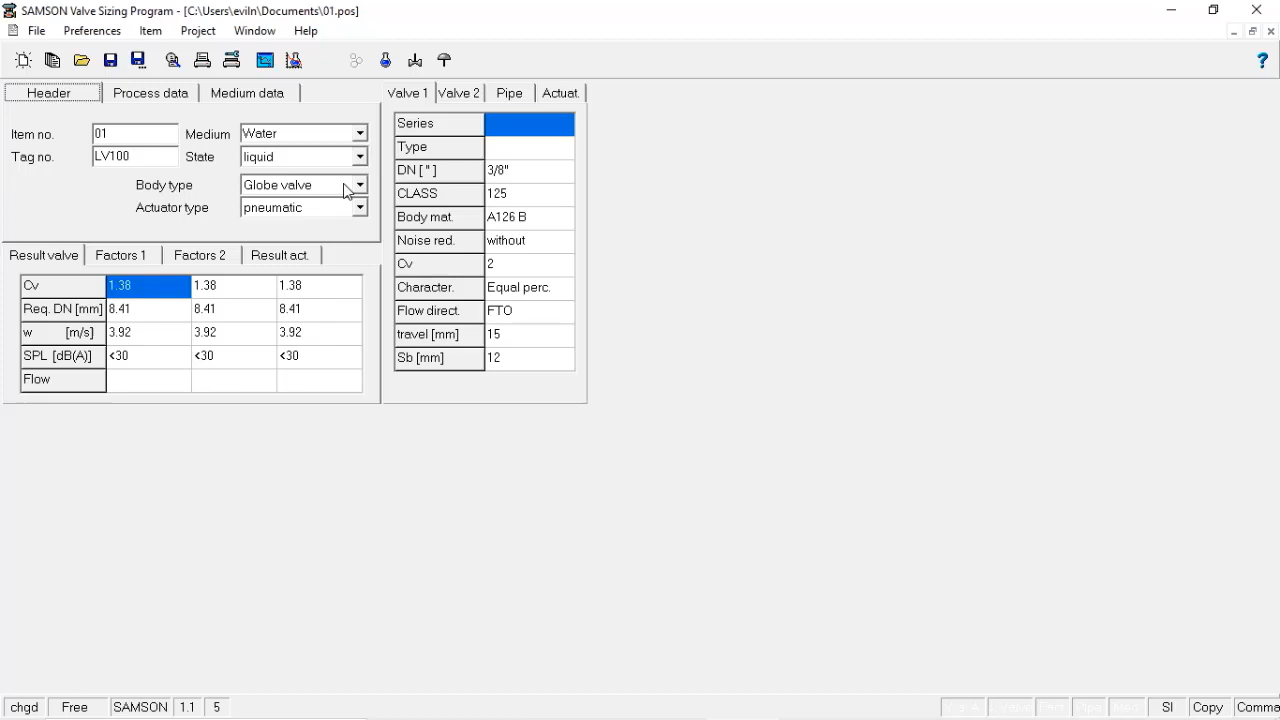 SAMSON Valve Sizing Program - [C:\Users\eviln\Documents\01.pos]
File Preferences Item Project Window Help
Header Process data Medium data
Item no. 01 Medium Water
Tag no. LV100 State liquid
Body type Globe valve
Actuator type pneumatic
Result valve Factors 1 Factors 2 Result act.
Cv 1.38 1.38 1.38
Req. DN [mm] 8.41 8.41 8.41
w [m/s] 3.92 3.92 3.92
SPL [dB(A)] <30 <30 <30
Flow
Valve 1 Valve 2 Pipe Actuat.
Series
Type
DN [ " ] 3/8"
CLASS 125
Body mat. A126 B
Noise red. without
Cv 2
Character. Equal perc.
Flow direct. FTO
travel [mm] 15
Sb [mm] 12
chgd Free SAMSON 1.1 5 SI Copy Comma